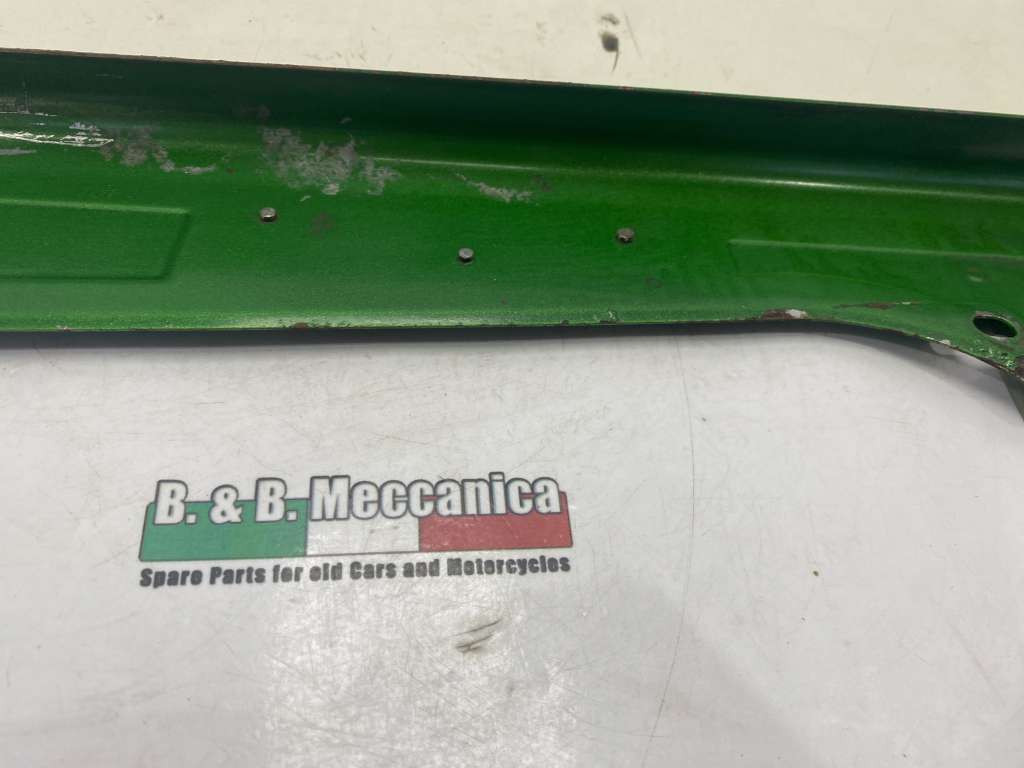 B. & B. Meccanica
Spare Parts for old Cars and Motorcycles